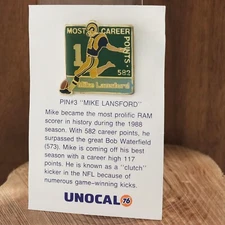 MOST CAREER
POINTS - 582
1
Mike Lansford
PIN#3 "MIKE LANSFORD"
Mike became the most prolific RAM
scorer in history during the 1988
season. With 582 career points, he
surpassed the great Bob Waterfield
(573). Mike is coming off his best
season with a career high 117
points. He is known as a "clutch"
kicker in the NFL because of
numerous game-winning kicks.
UNOCAL 76